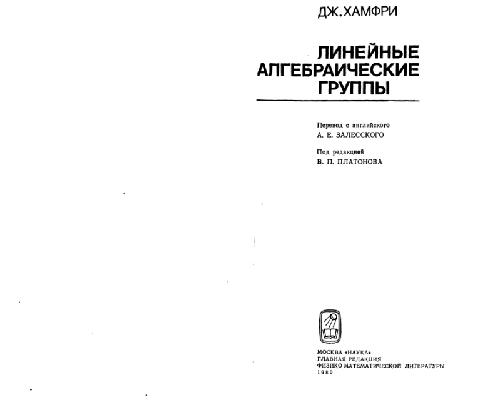 ДЖ. ХАМФРИ
ЛИНЕЙНЫЕ
АЛГЕБРАИЧЕСКИЕ
ГРУППЫ
Перевод с английского
А. Е. ЗАЛЕССКОГО
Под редакцией
В. П. ПЛАТОНОВА
МОСКВА «НАУКА»
ГЛАВНАЯ РЕДАКЦИЯ
ФИЗИКО-МАТЕМАТИЧЕСКОЙ ЛИТЕРАТУРЫ
1980